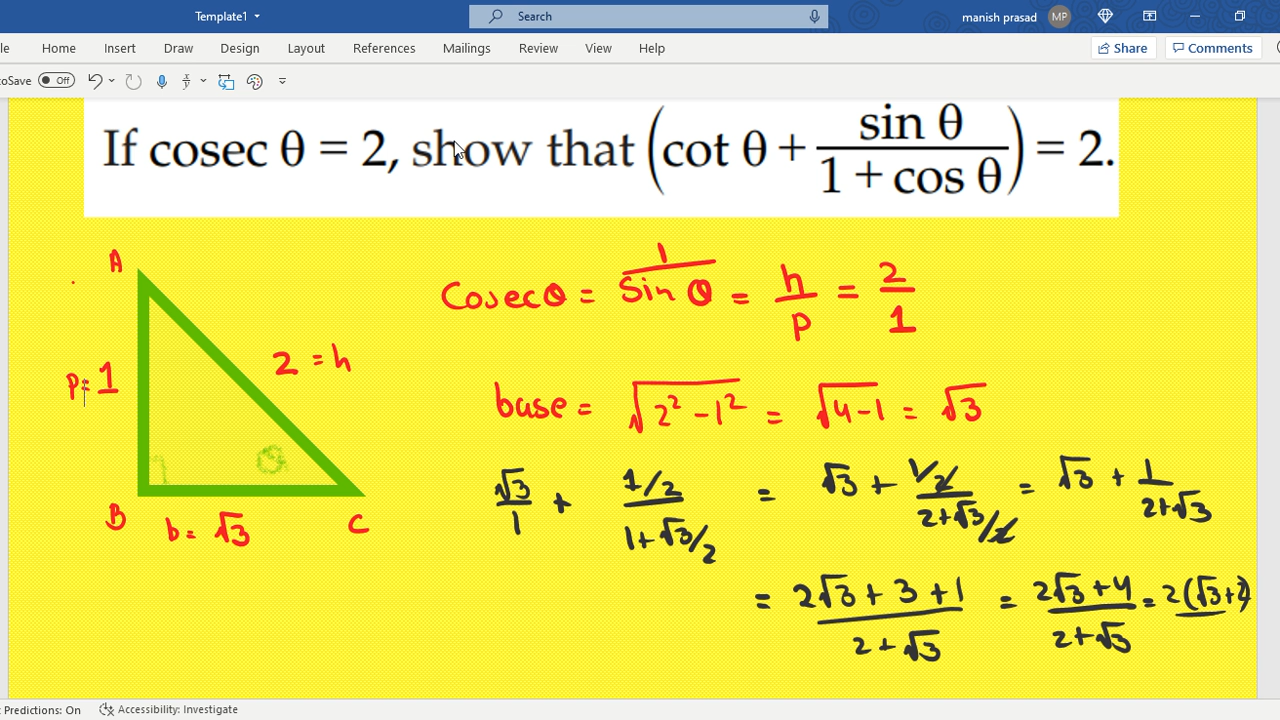 Template1
Search
manish prasad MP
le Home Insert Draw Design Layout References Mailings Review View Help Share Comments
oSave Off
If cosec θ = 2, show that (cot θ + sin θ / 1 + cos θ) = 2.
A
Cosecθ = 1/Sin θ = h/p = 2/1
P = 1
2 = h
base = √2² - 1² = √4-1 = √3
θ
√3/1 + 1/2 / 1+√3/2 = √3 + 1/2 / 2+√3/2 = √3 + 1/2+√3
B b = √3 C
= 2√3 + 3 + 1 / 2 + √3 = 2√3 + 4 / 2 + √3 = 2(√3+2)
Predictions: On Accessibility: Investigate